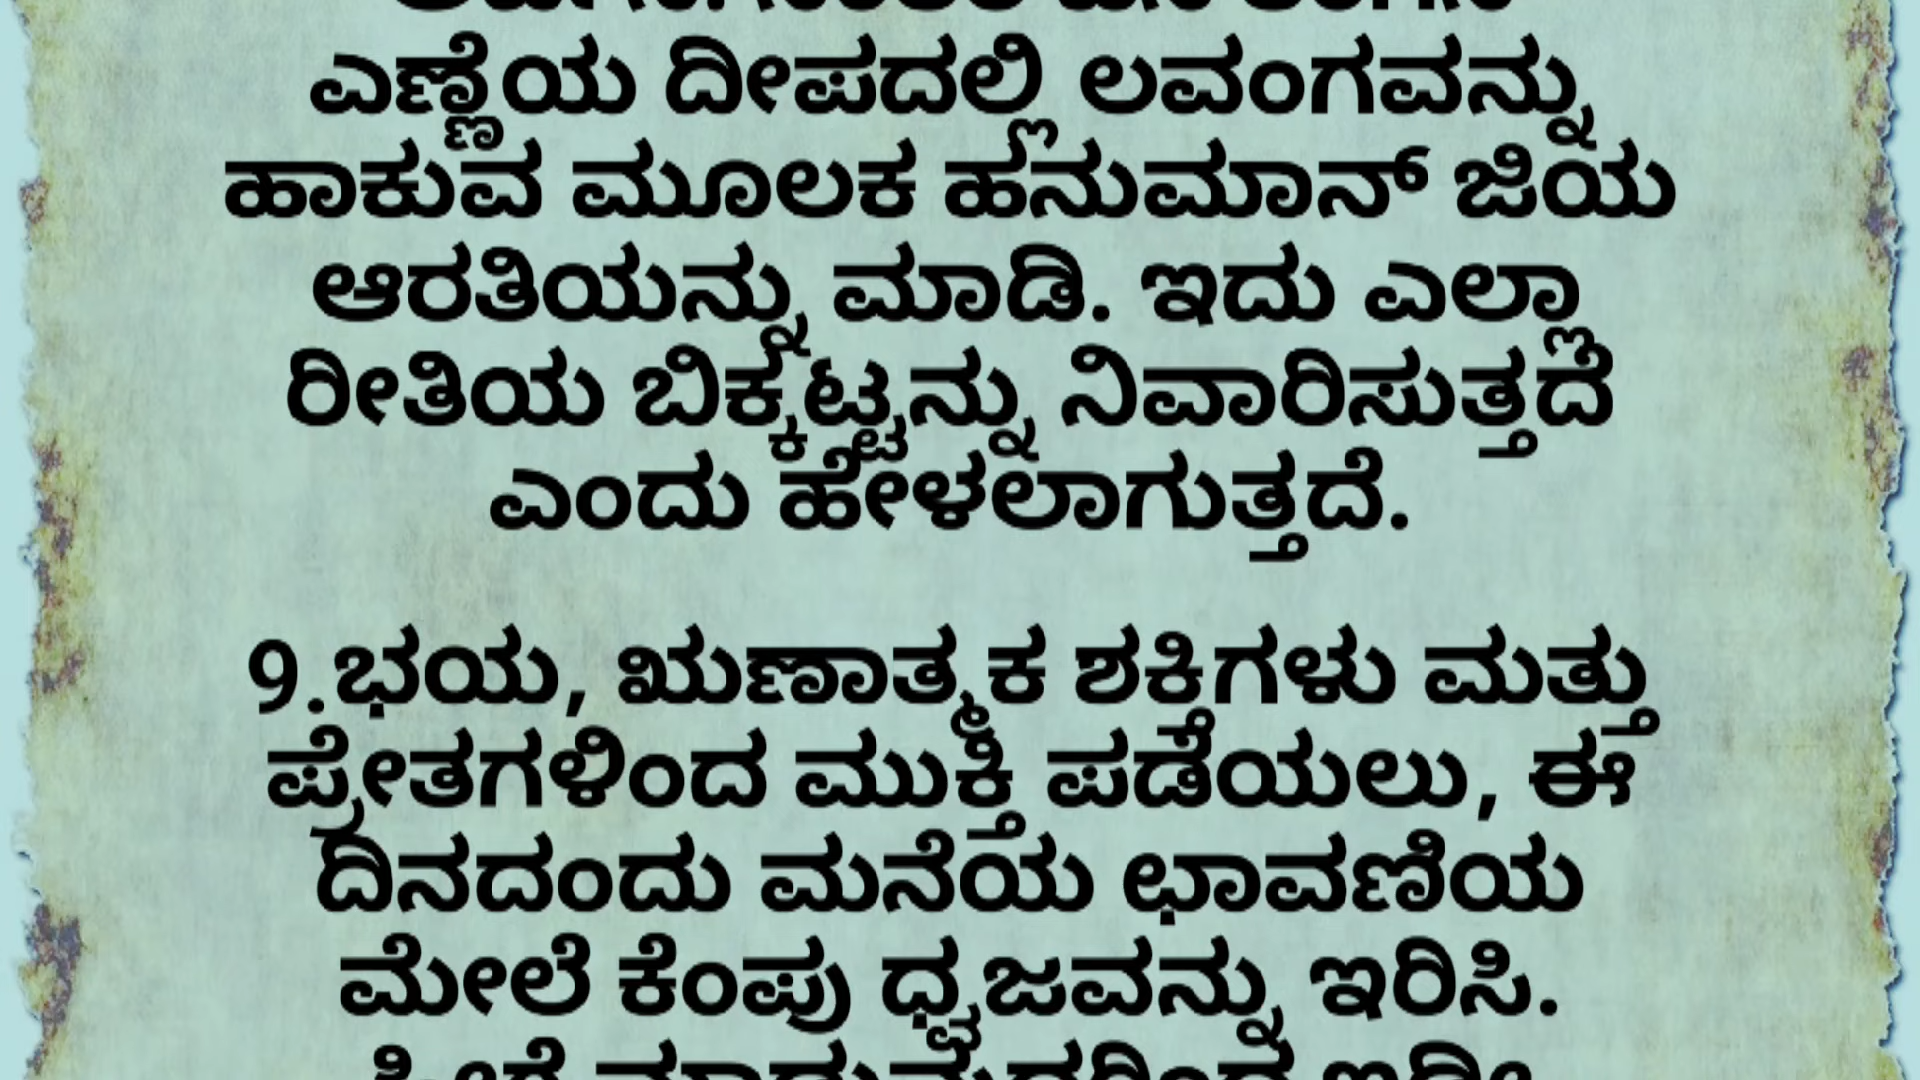 ಎಣ್ಣೆಯ ದೀಪದಲ್ಲಿ ಲವಂಗವನ್ನು
ಹಾಕುವ ಮೂಲಕ ಹನುಮಾನ್ ಜಿಯ
ಆರತಿಯನ್ನು ಮಾಡಿ. ಇದು ಎಲ್ಲಾ
ರೀತಿಯ ಬಿಕ್ಕಟ್ಟನ್ನು ನಿವಾರಿಸುತ್ತದೆ
ಎಂದು ಹೇಳಲಾಗುತ್ತದೆ.
9.ಭಯ, ಋಣಾತ್ಮಕ ಶಕ್ತಿಗಳು ಮತ್ತು
ಪ್ರೇತಗಳಿಂದ ಮುಕ್ತಿ ಪಡೆಯಲು, ಈ
ದಿನದಂದು ಮನೆಯ ಛಾವಣಿಯ
ಮೇಲೆ ಕೆಂಪು ಧ್ವಜವನ್ನು ಇರಿಸಿ.